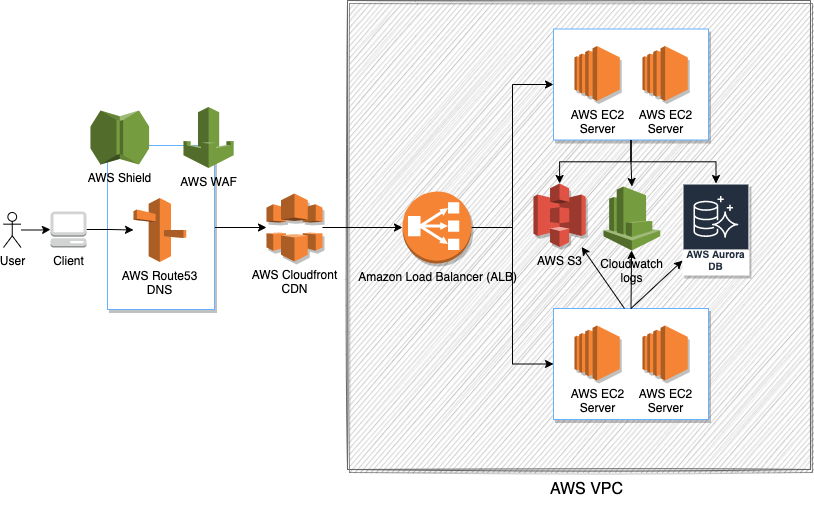 AWS EC2
Server
AWS EC2
Server
AWS Shield
AWS WAF
User
Client
AWS Route53
DNS
AWS Cloudfront
CDN
Amazon Load Balancer (ALB)
AWS S3
Cloudwatch
logs
AWS Aurora
DB
AWS EC2
Server
AWS EC2
Server
AWS VPC